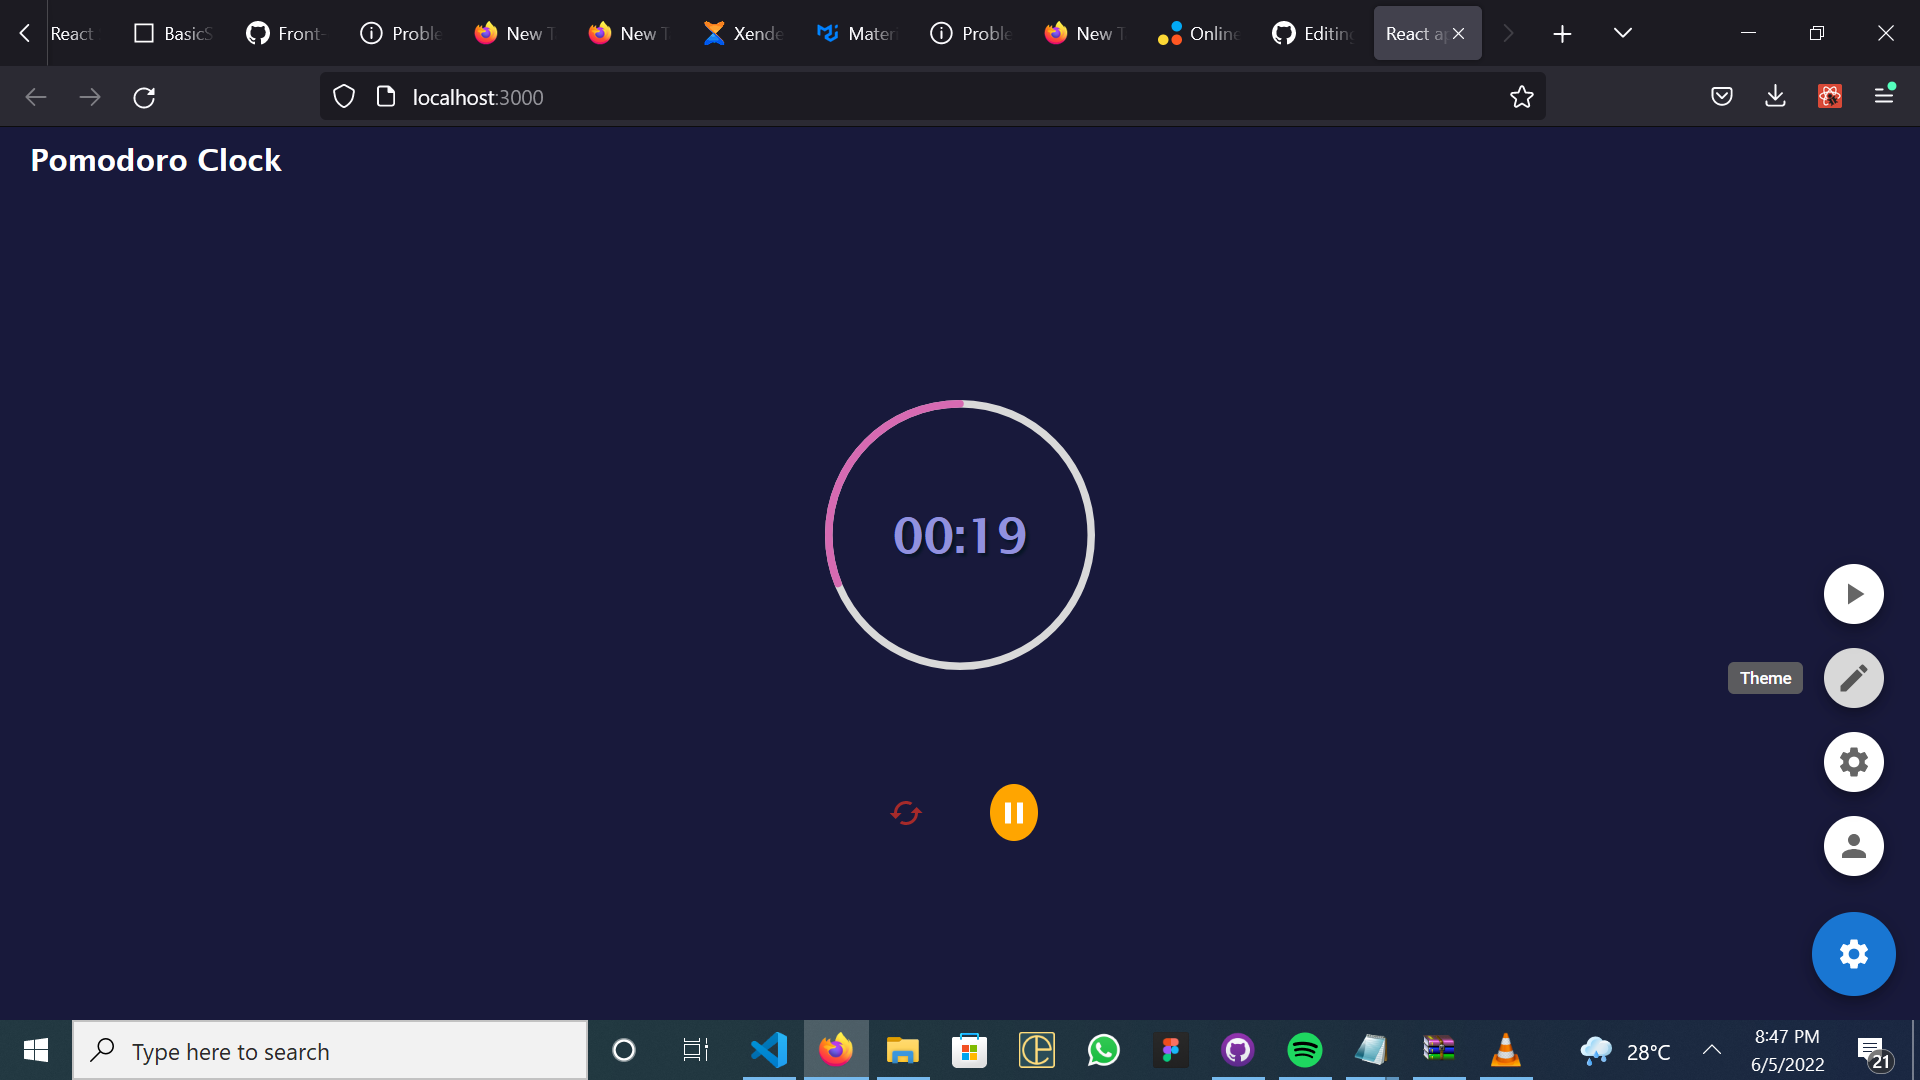 React
BasicS
Front-
Proble
New T
New T
Xende
Materi
Proble
New T
Online
Editing
React ap
localhost:3000
Pomodoro Clock
00:19
Theme
Type here to search
28°C
8:47 PM
6/5/2022
21